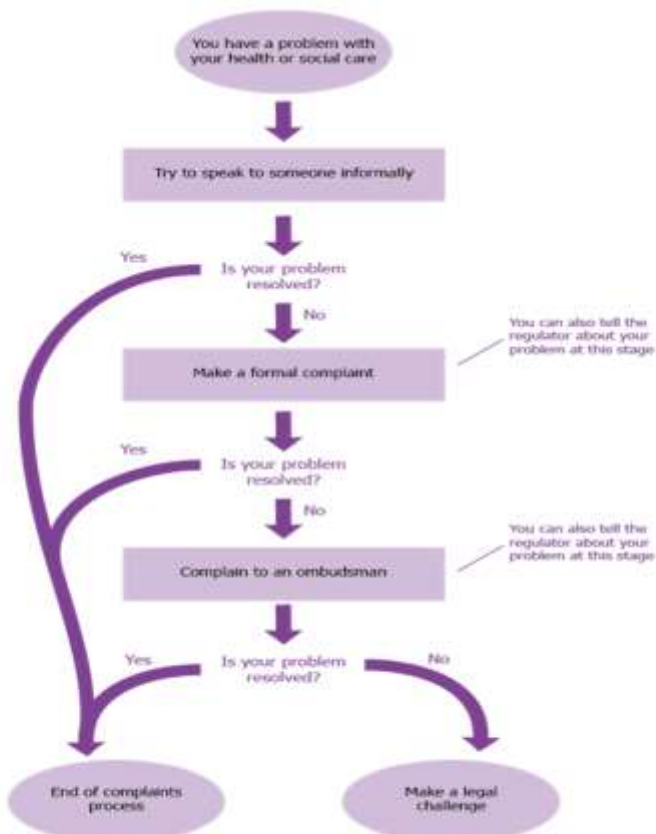 You have a problem with
your health or social care
Try to speak to someone informally
Yes
Is your problem
resolved?
No
You can also tell the
regulator about your
problem at this stage
Make a formal complaint
Yes
Is your problem
resolved?
No
You can also tell the
regulator about your
problem at this stage
Complain to an ombudsman
Yes
Is your problem
resolved?
No
End of complaints
process
Make a legal
challenge